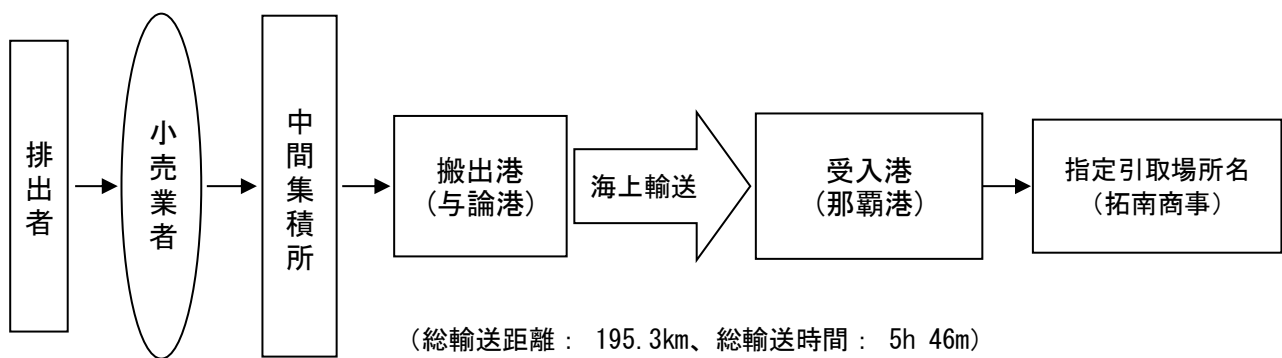 排出者
小売業者
中間集積所
搬出港
（与論港）
海上輸送
受入港
（那覇港）
指定引取場所名
（拓南商事）
（総輸送距離： 195.3km、総輸送時間： 5h 46m）